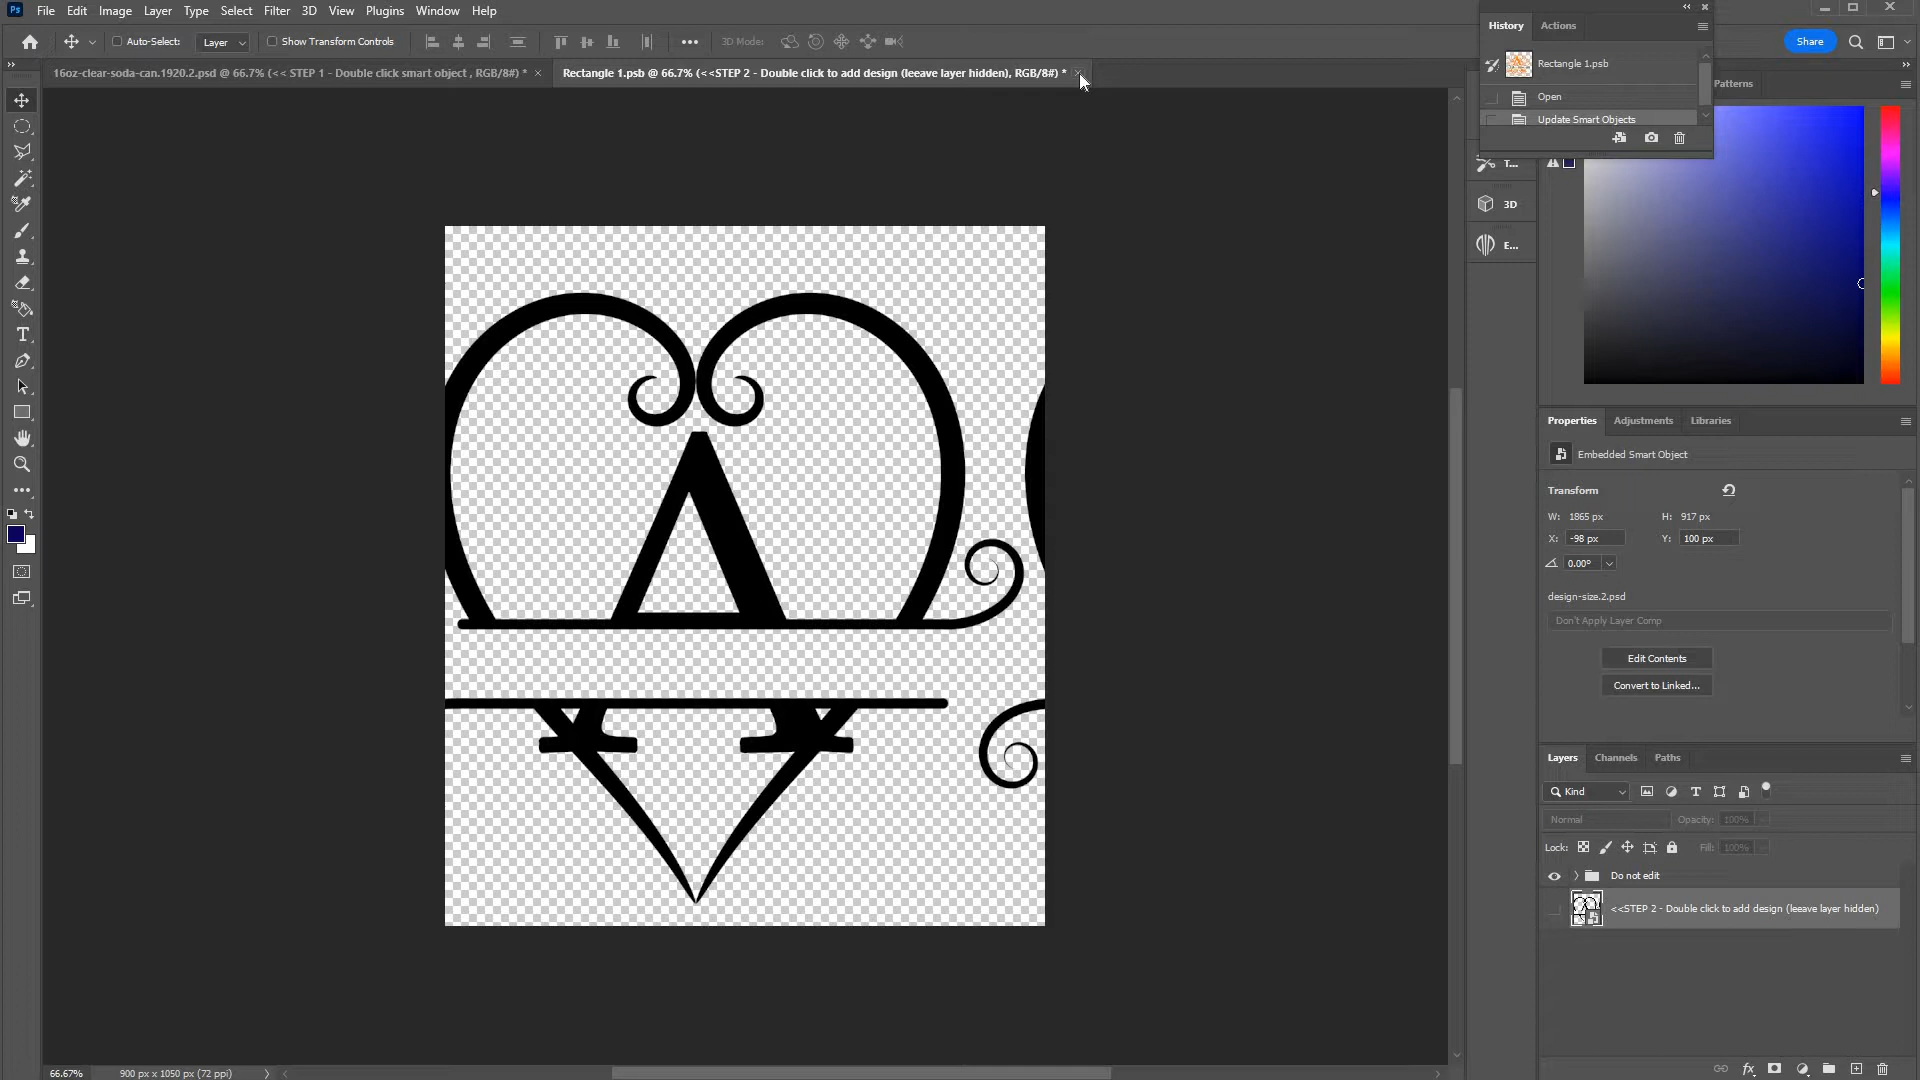 Ps File Edit Image Layer Type Select Filter 3D View Plugins Window Help
Auto-Select: Layer Show Transform Controls ••• 3D Mode: Share
16oz-clear-soda-can.1920.2.psd @ 66.7% (<< STEP 1 - Double click smart object , RGB/8#) *
Rectangle 1.psb @ 66.7% (<<STEP 2 - Double click to add design (leeave layer hidden), RGB/8#) *
History Actions
Rectangle 1.psb
Open
Update Smart Objects
Patterns
T...
3D
E...
A
Properties Adjustments Libraries
Embedded Smart Object
Transform
W: 1865 px H: 917 px
X: -98 px Y: 100 px
0.00°
design-size.2.psd
Don't Apply Layer Comp
Edit Contents
Convert to Linked...
Layers Channels Paths
Kind
Normal Opacity: 100%
Lock: Fill: 100%
Do not edit
<<STEP 2 - Double click to add design (leeave layer hidden)
66.67% 900 px x 1050 px (72 ppi)
fx